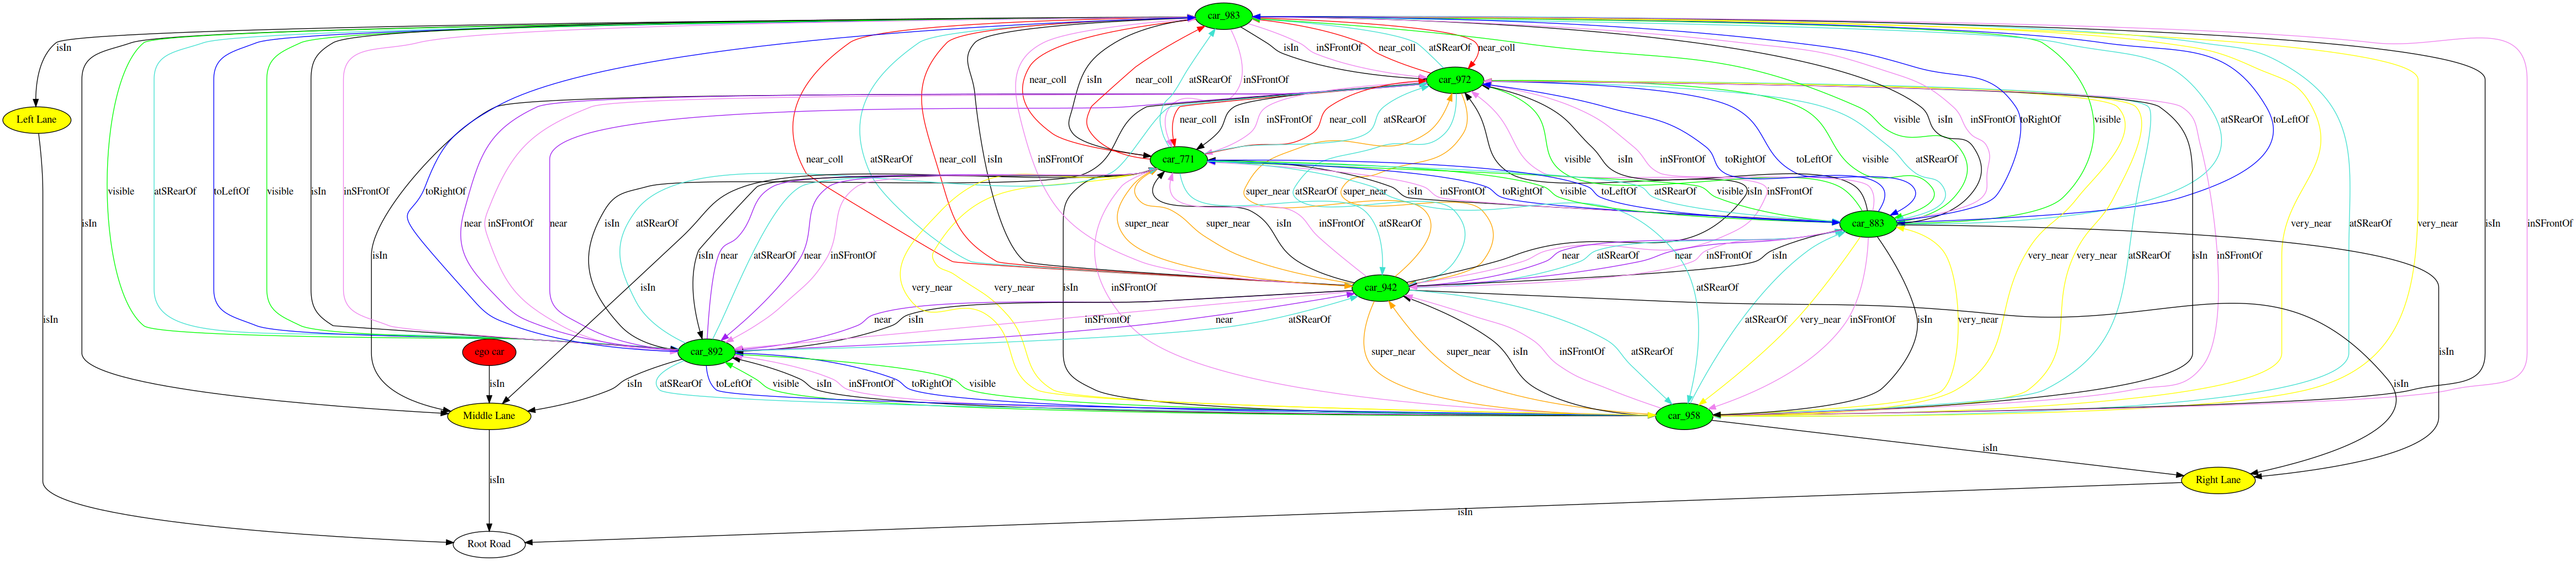 car_983
isIn
isIn inSFrontOf near_coll atSRearOf near_coll
near_coll isIn near_coll atSRearOf inSFrontOf car_972
Left Lane near_coll isIn inSFrontOf near_coll atSRearOf visible isIn inSFrontOf toRightOf visible atSRearOf toLeftOf
near_coll atSRearOf near_coll isIn inSFrontOf car_771 visible isIn inSFrontOf toRightOf toLeftOf visible atSRearOf
visible atSRearOf toLeftOf visible isIn inSFrontOf toRightOf super_near atSRearOf super_near isIn inSFrontOf toRightOf visible toLeftOf atSRearOf visible isIn inSFrontOf
isIn near inSFrontOf near isIn atSRearOf super_near super_near isIn inSFrontOf atSRearOf car_883 very_near atSRearOf very_near isIn inSFrontOf
isIn isIn near atSRearOf near inSFrontOf near atSRearOf near inSFrontOf isIn very_near very_near atSRearOf isIn inSFrontOf
isIn very_near very_near isIn inSFrontOf car_942 atSRearOf
isIn near isIn inSFrontOf near atSRearOf atSRearOf very_near inSFrontOf isIn very_near
ego car car_892 super_near super_near isIn inSFrontOf atSRearOf isIn
isIn isIn atSRearOf toLeftOf visible isIn inSFrontOf toRightOf visible isIn
Middle Lane car_958
isIn
isIn Right Lane
isIn
Root Road